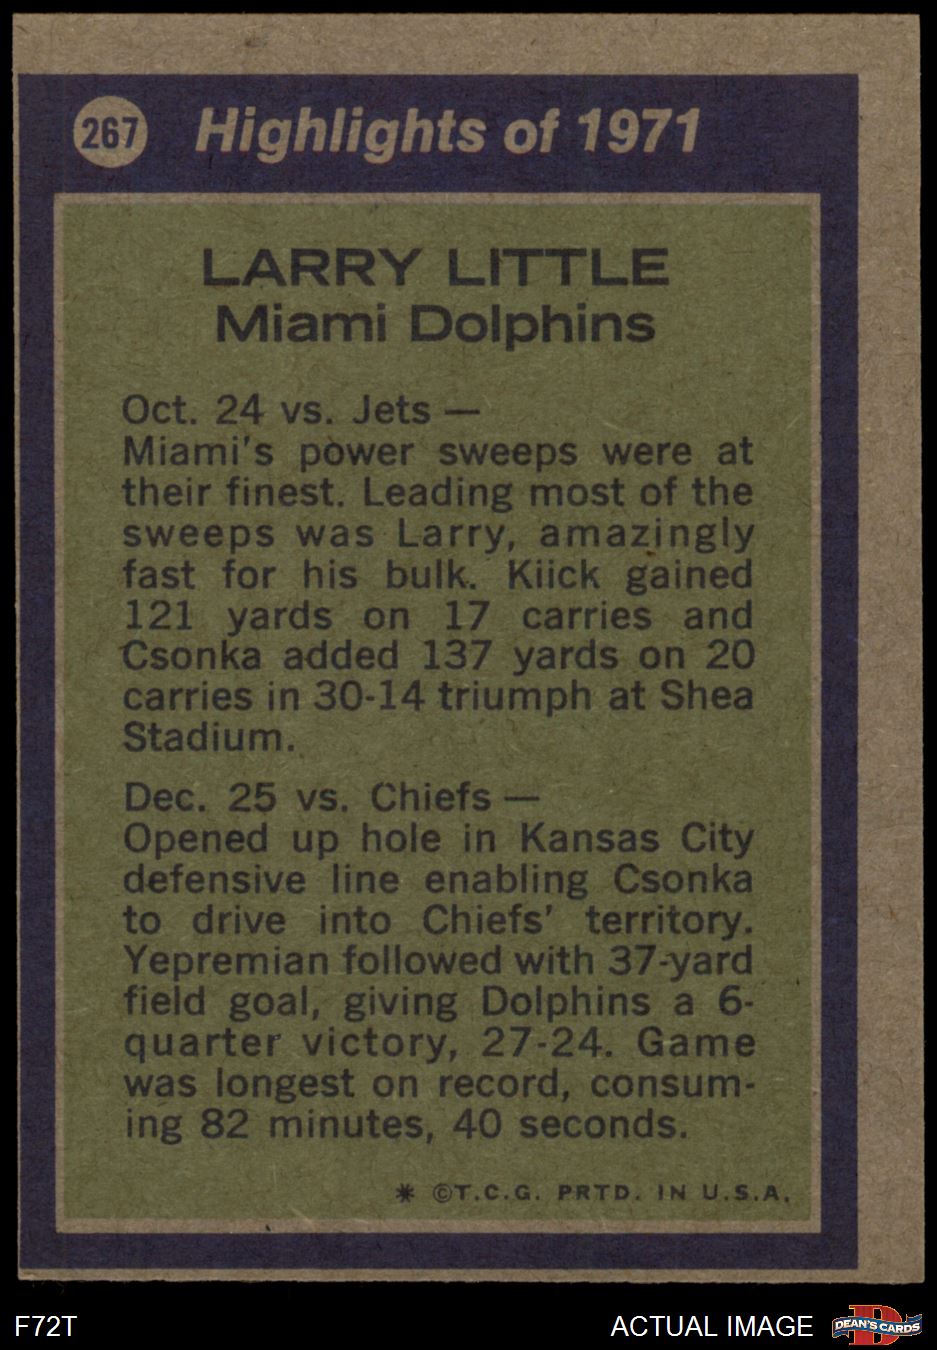 267 Highlights of 1971
LARRY LITTLE
Miami Dolphins
Oct. 24 vs. Jets —
Miami's power sweeps were at
their finest. Leading most of the
sweeps was Larry, amazingly
fast for his bulk. Kiick gained
121 yards on 17 carries and
Csonka added 137 yards on 20
carries in 30-14 triumph at Shea
Stadium.
Dec. 25 vs. Chiefs —
Opened up hole in Kansas City
defensive line enabling Csonka
to drive into Chiefs' territory.
Yepremian followed with 37-yard
field goal, giving Dolphins a 6-
quarter victory, 27-24. Game
was longest on record, consum-
ing 82 minutes, 40 seconds.
* ©T.C.G. PRTD. IN U.S.A.
F72T ACTUAL IMAGE D DEAN'S CARDS